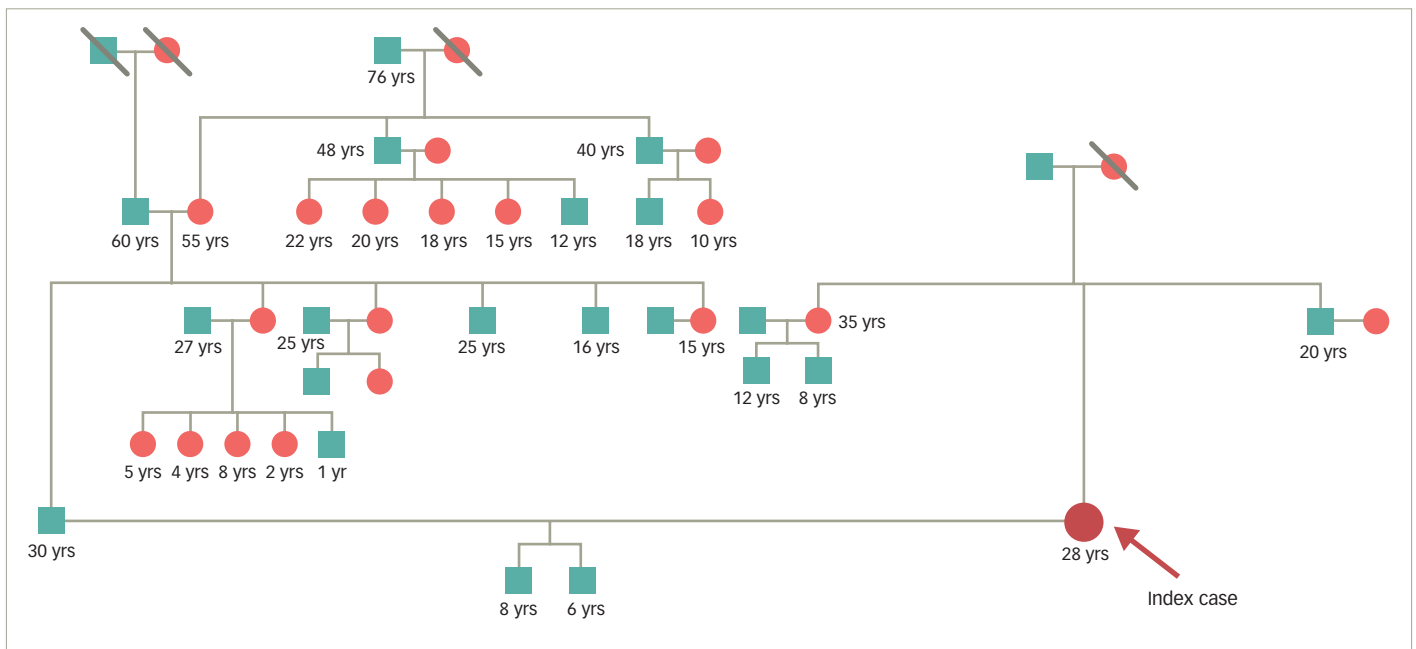 76 yrs
48 yrs
40 yrs
60 yrs
55 yrs
22 yrs
20 yrs
18 yrs
15 yrs
12 yrs
18 yrs
10 yrs
27 yrs
25 yrs
25 yrs
16 yrs
15 yrs
35 yrs
20 yrs
12 yrs
8 yrs
5 yrs
4 yrs
8 yrs
2 yrs
1 yr
30 yrs
28 yrs
8 yrs
6 yrs
Index case